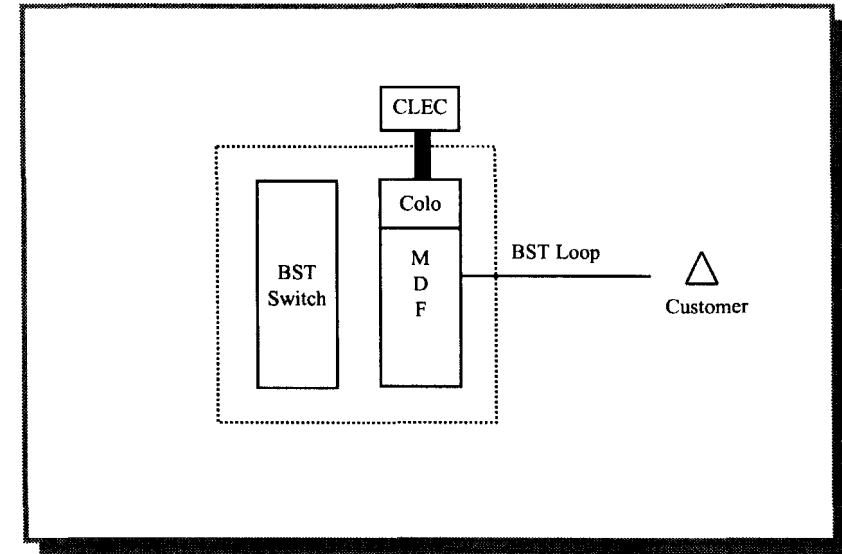 CLEC
Colo
M
D
F
BST
Switch
BST Loop
Customer